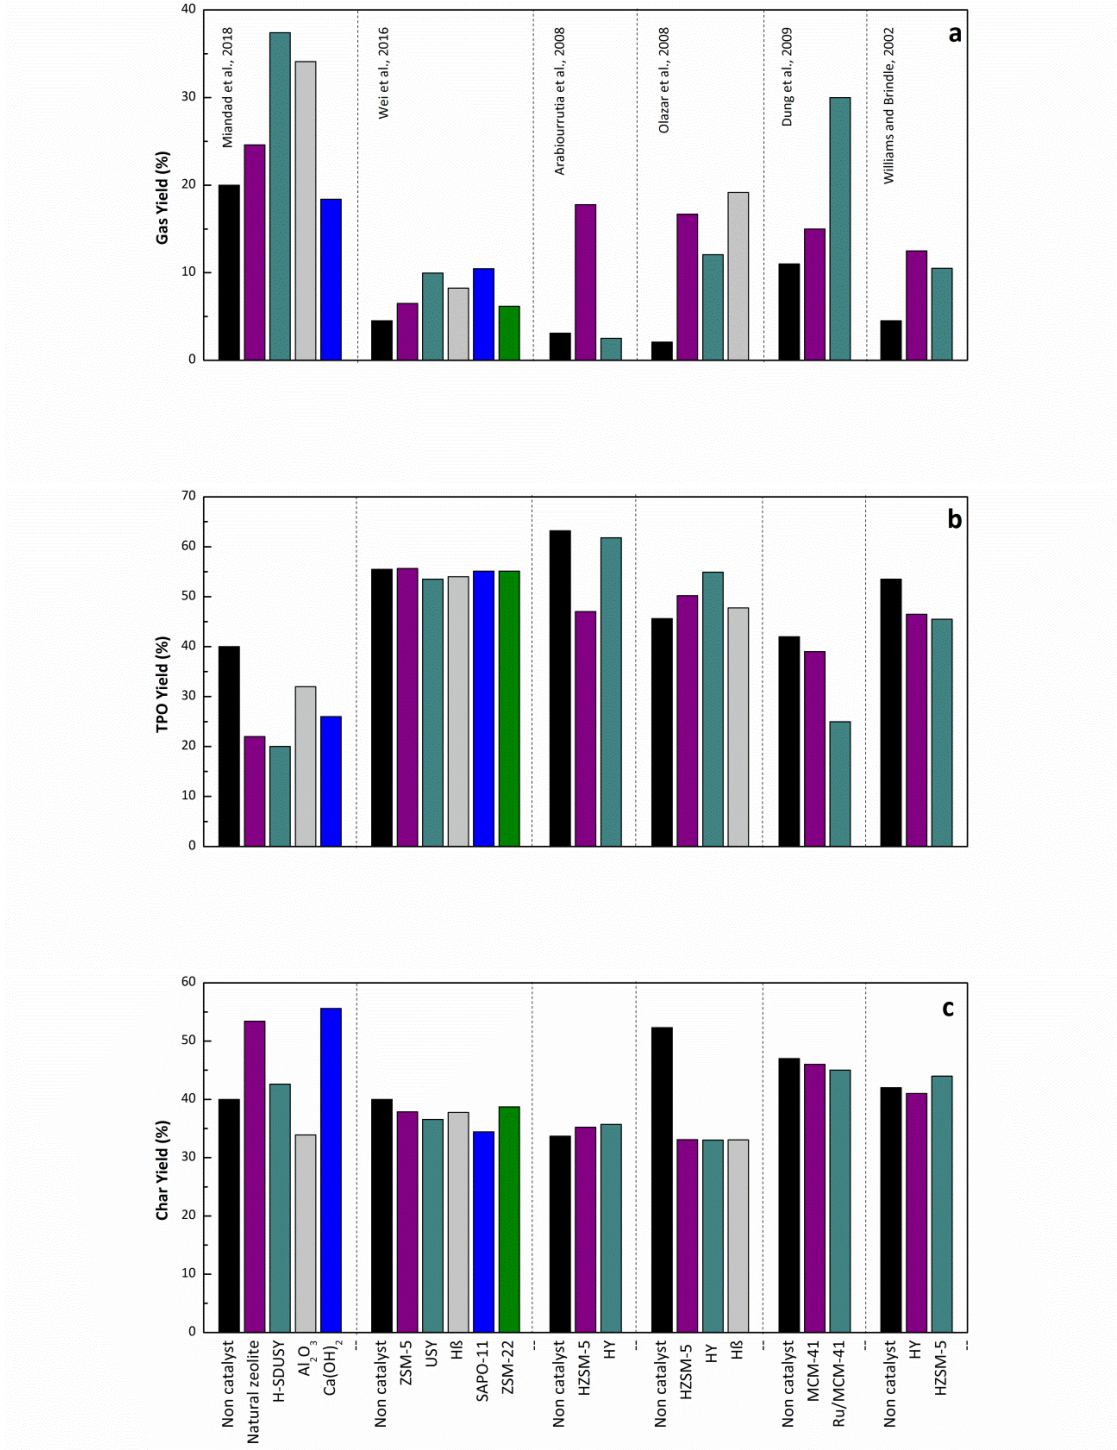 a
Gas Yield (%)
40
30
20
10
0
Miandad et al., 2018
Wei et al., 2016
Arabiourrutia et al., 2008
Olazar et al., 2008
Dung et al., 2009
Williams and Brindle, 2002
b
TPO Yield (%)
70
60
50
40
30
20
10
0
c
Char Yield (%)
60
50
40
30
20
10
0
Non catalyst
Natural zeolite
H-SDUSY
Al₂O₃
Ca(OH)₂
--
Non catalyst
ZSM-5
USY
Hß
SAPO-11
ZSM-22
--
Non catalyst
HZSM-5
HY
--
Non catalyst
HZSM-5
HY
Hß
--
Non catalyst
MCM-41
Ru/MCM-41
--
Non catalyst
HY
HZSM-5
--